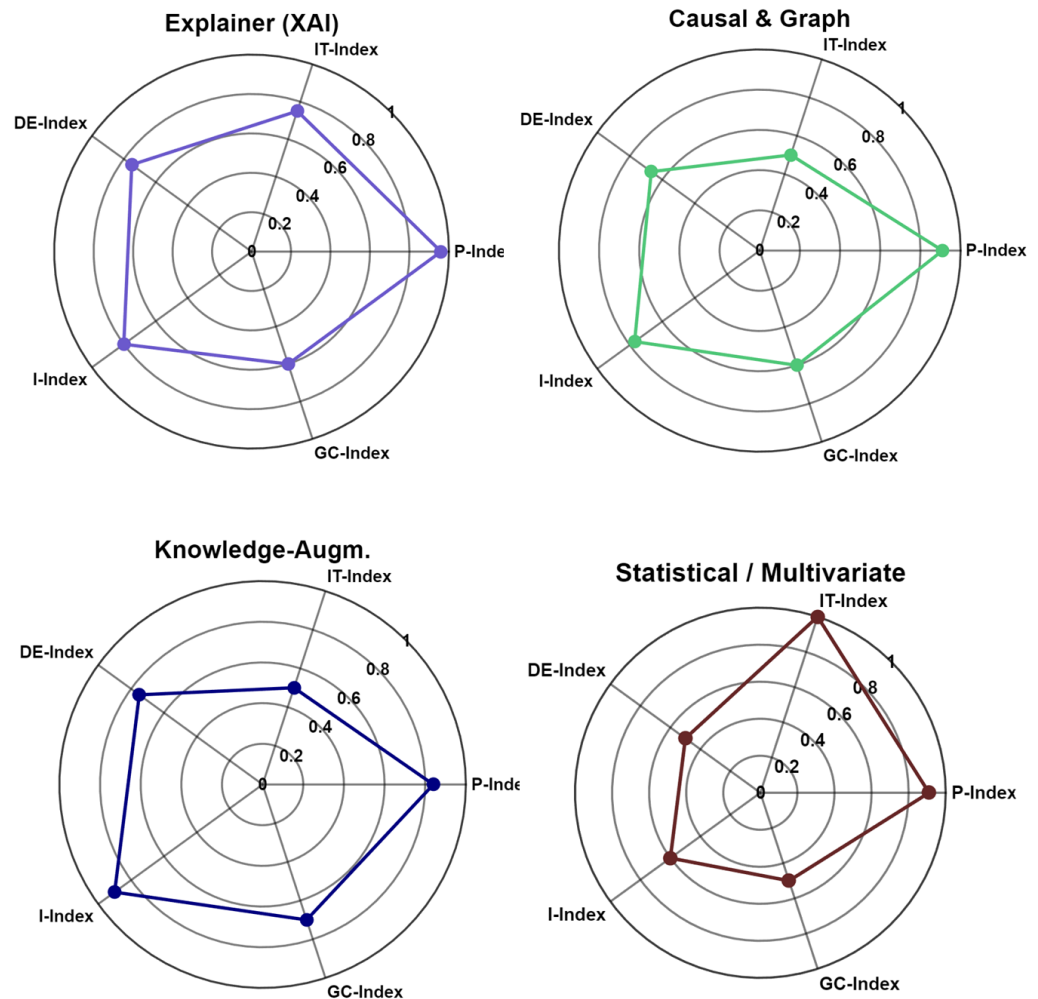 Explainer (XAI)
IT-Index
DE-Index
1
0.8
0.6
0.4
0.2
0
P-Inde
I-Index
GC-Index
Causal & Graph
IT-Index
DE-Index
1
0.8
0.6
0.4
0.2
0
P-Index
I-Index
GC-Index
Knowledge-Augm.
IT-Index
DE-Index
1
0.8
0.6
0.4
0.2
0
P-Inde
I-Index
GC-Index
Statistical / Multivariate
IT-Index
DE-Index
1
0.8
0.6
0.4
0.2
0
P-Index
I-Index
GC-Index